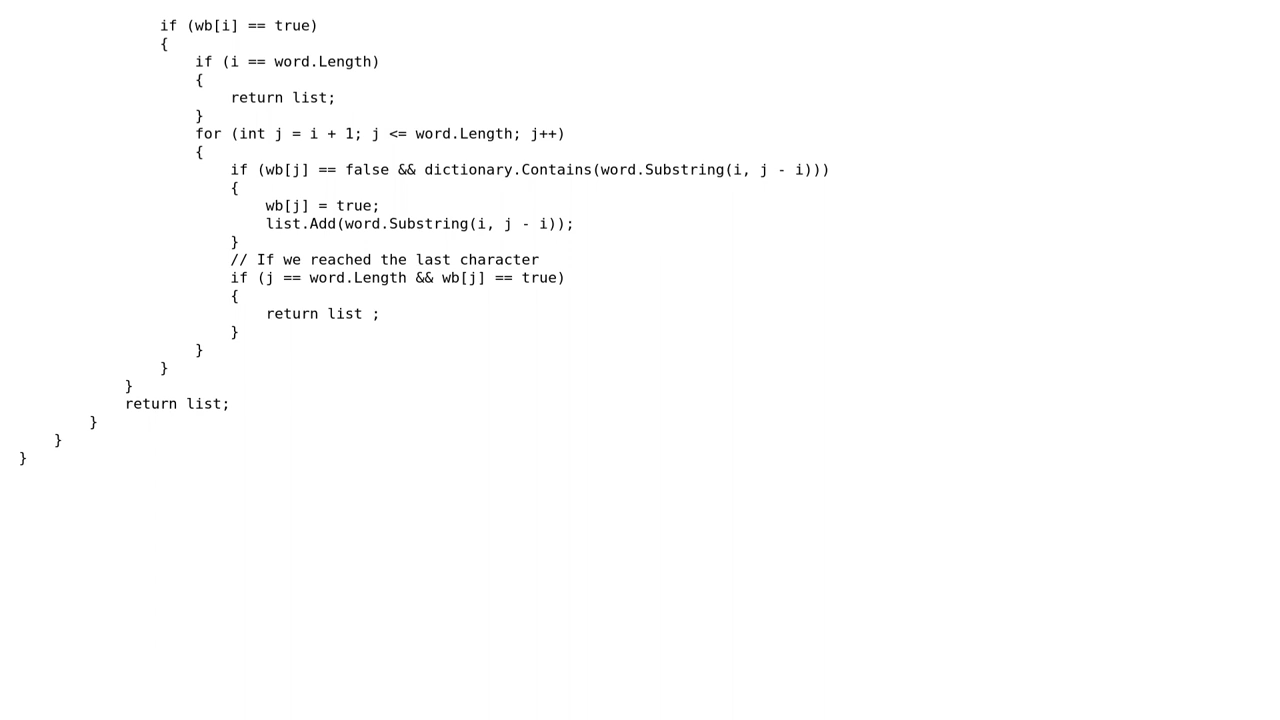 if (wb[i] == true)
{
if (i == word.Length)
{
return list;
}
for (int j = i + 1; j <= word.Length; j++)
{
if (wb[j] == false && dictionary.Contains(word.Substring(i, j - i)))
{
wb[j] = true;
list.Add(word.Substring(i, j - i));
}
// If we reached the last character
if (j == word.Length && wb[j] == true)
{
return list ;
}
}
}
}
return list;
}
}
}